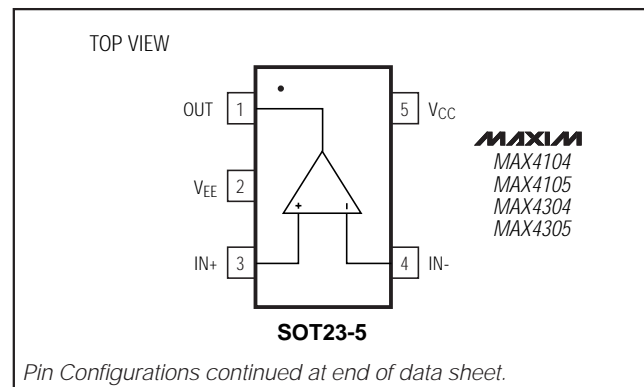 TOP VIEW
OUT 1
5 VCC
VEE 2
IN+ 3
4 IN-
+ -
MAXIM
MAX4104
MAX4105
MAX4304
MAX4305
SOT23-5
Pin Configurations continued at end of data sheet.